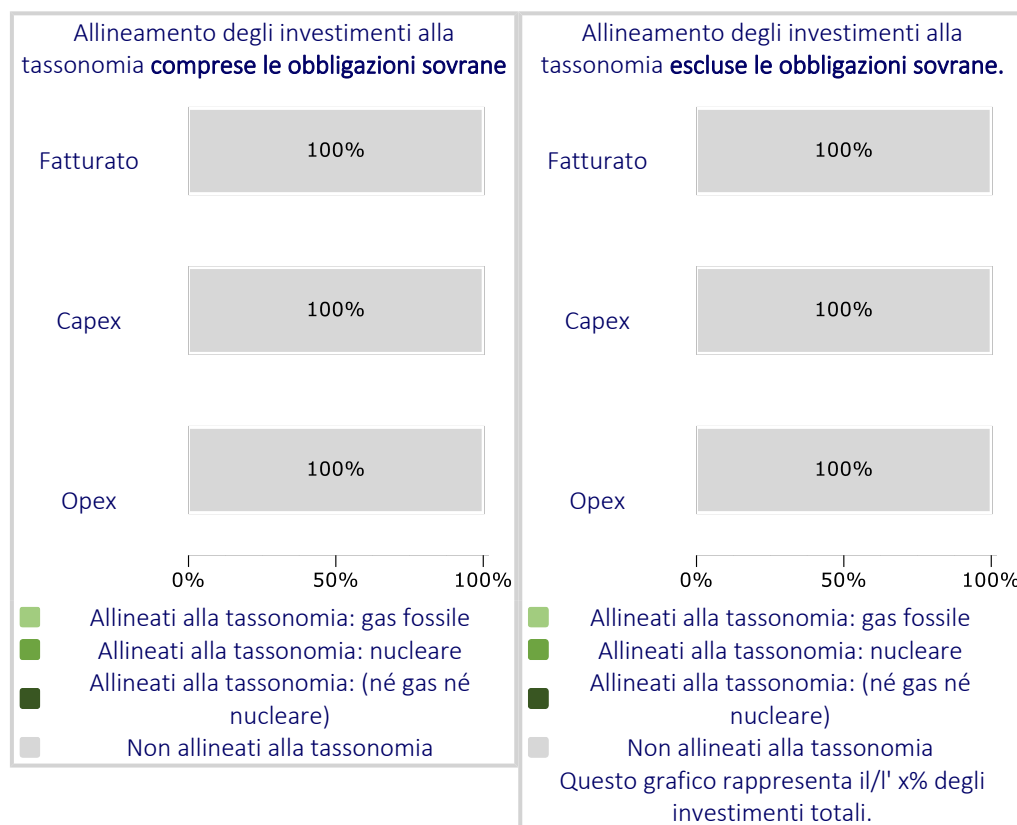 Allineamento degli investimenti alla
tassonomia comprese le obbligazioni sovrane
Fatturato
100%
Capex
100%
Opex
100%
0% 50% 100%
Allineati alla tassonomia: gas fossile
Allineati alla tassonomia: nucleare
Allineati alla tassonomia: (né gas né
nucleare)
Non allineati alla tassonomia
Allineamento degli investimenti alla
tassonomia escluse le obbligazioni sovrane.
Fatturato
100%
Capex
100%
Opex
100%
0% 50% 100%
Allineati alla tassonomia: gas fossile
Allineati alla tassonomia: nucleare
Allineati alla tassonomia: (né gas né
nucleare)
Non allineati alla tassonomia
Questo grafico rappresenta il/l' x% degli
investimenti totali.